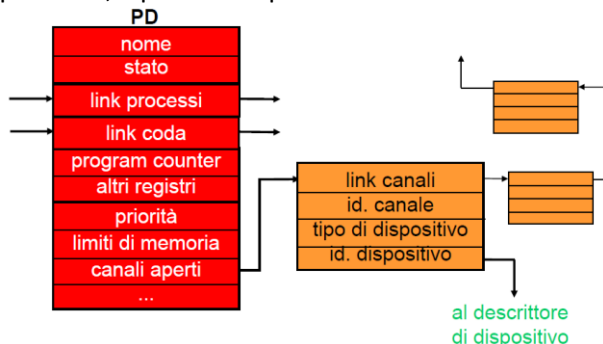 PD
nome
stato
link processi
link coda
program counter
altri registri
priorità
limiti di memoria
canali aperti
...
link canali
id. canale
tipo di dispositivo
id. dispositivo
al descrittore
di dispositivo